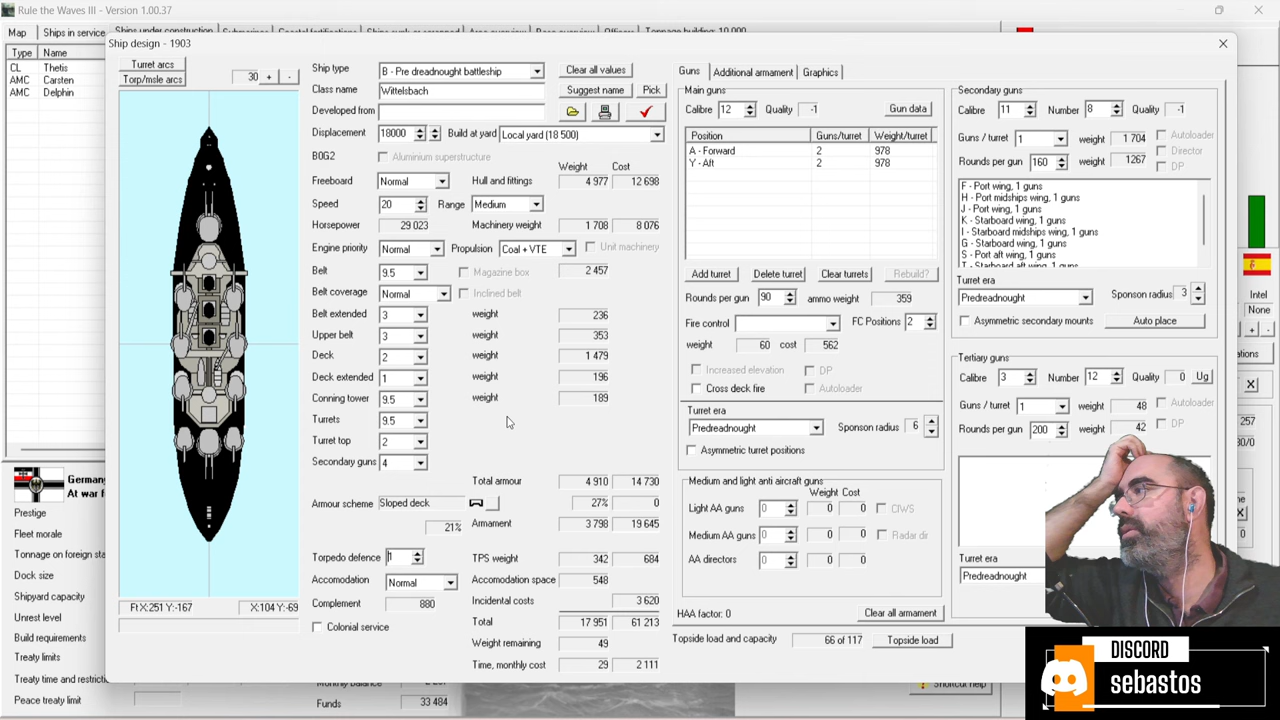 Rule the Waves III - Version 1.00.37
Map
Ships in service
Type
Name
CL
Thetis
AMC
Carsten
AMC
Delphin
Ship design - 1903
Turret arcs
Torp/msle arcs
30
+
-
Ft X:251 Y:-167
X:104 Y:-69
Ship type
B - Pre dreadnought battleship
Clear all values
Class name
Wittelsbach
Suggest name
Pick
Developed from
Displacement
18000
Build at yard
Local yard (18 500)
BOG2
Aluminium superstructure
Weight
Cost
Freeboard
Normal
Hull and fittings
4 977
12 698
Speed
20
Range
Medium
Horsepower
29 023
Machinery weight
1 708
8 076
Engine priority
Normal
Propulsion
Coal + VTE
Unit machinery
Belt
9.5
Magazine box
2 457
Belt coverage
Normal
Inclined belt
Belt extended
3
weight
236
Upper belt
3
weight
353
Deck
2
weight
1 479
Deck extended
1
weight
196
Conning tower
9.5
weight
189
Turrets
9.5
Turret top
2
Secondary guns
4
Total armour
4 910
14 730
Armour scheme
Sloped deck
27%
0
21%
Armament
3 798
19 645
Torpedo defence
1
TPS weight
342
684
Accomodation
Normal
Accomodation space
548
Complement
880
Incidental costs
3 620
Colonial service
Total
17 951
61 213
Weight remaining
49
Time, monthly cost
29
2 111
Guns
Additional armament
Graphics
Main guns
Calibre
12
Quality
-1
Gun data
Position
Guns/turret
Weight/turret
A - Forward
2
978
Y - Aft
2
978
Add turret
Delete turret
Clear turrets
Rebuild?
Rounds per gun
90
ammo weight
359
Fire control
FC Positions
2
weight
60
cost
562
Increased elevation
DP
Cross deck fire
Autoloader
Turret era
Predreadnought
Sponson radius
6
Asymmetric turret positions
Medium and light anti aircraft guns
Weight
Cost
Light AA guns
0
0
0
CIWS
Medium AA guns
0
0
0
Radar dir
AA directors
0
0
0
HAA factor: 0
Clear all armament
Topside load and capacity
66 of 117
Topside load
Secondary guns
Calibre
11
Number
8
Quality
-1
Guns / turret
1
weight
1 704
Autoloader
Director
Rounds per gun
160
weight
1267
DP
F - Port wing, 1 guns
H - Port midships wing, 1 guns
J - Port wing, 1 guns
K - Starboard wing, 1 guns
I - Starboard midships wing, 1 guns
G - Starboard wing, 1 guns
S - Port aft wing, 1 guns
T - Starboard aft wing, 1 guns
Turret era
Predreadnought
Sponson radius
3
Asymmetric secondary mounts
Auto place
Tertiary guns
Calibre
3
Number
12
Quality
0
Ug
Guns / turret
1
weight
48
Autoloader
Rounds per gun
200
weight
42
DP
Turret era
Predreadnought
Intel
None
257
Germany
At war f
Prestige
Fleet morale
Tonnage on foreign sta
Dock size
Shipyard capacity
Unrest level
Build requirements
Treaty limits
Treaty time and restricti
Peace treaty limit
Funds
33 484
DISCORD
sebastos